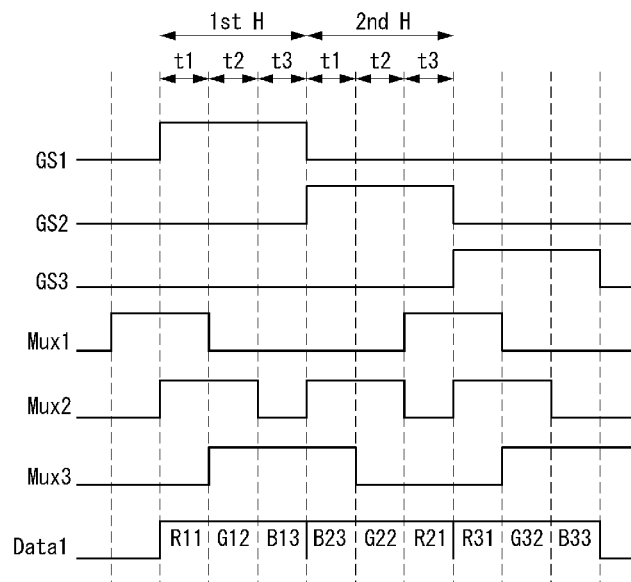 1st H 2nd H
t1 t2 t3 t1 t2 t3
GS1
GS2
GS3
Mux1
Mux2
Mux3
Data1 R11 G12 B13 B23 G22 R21 R31 G32 B33